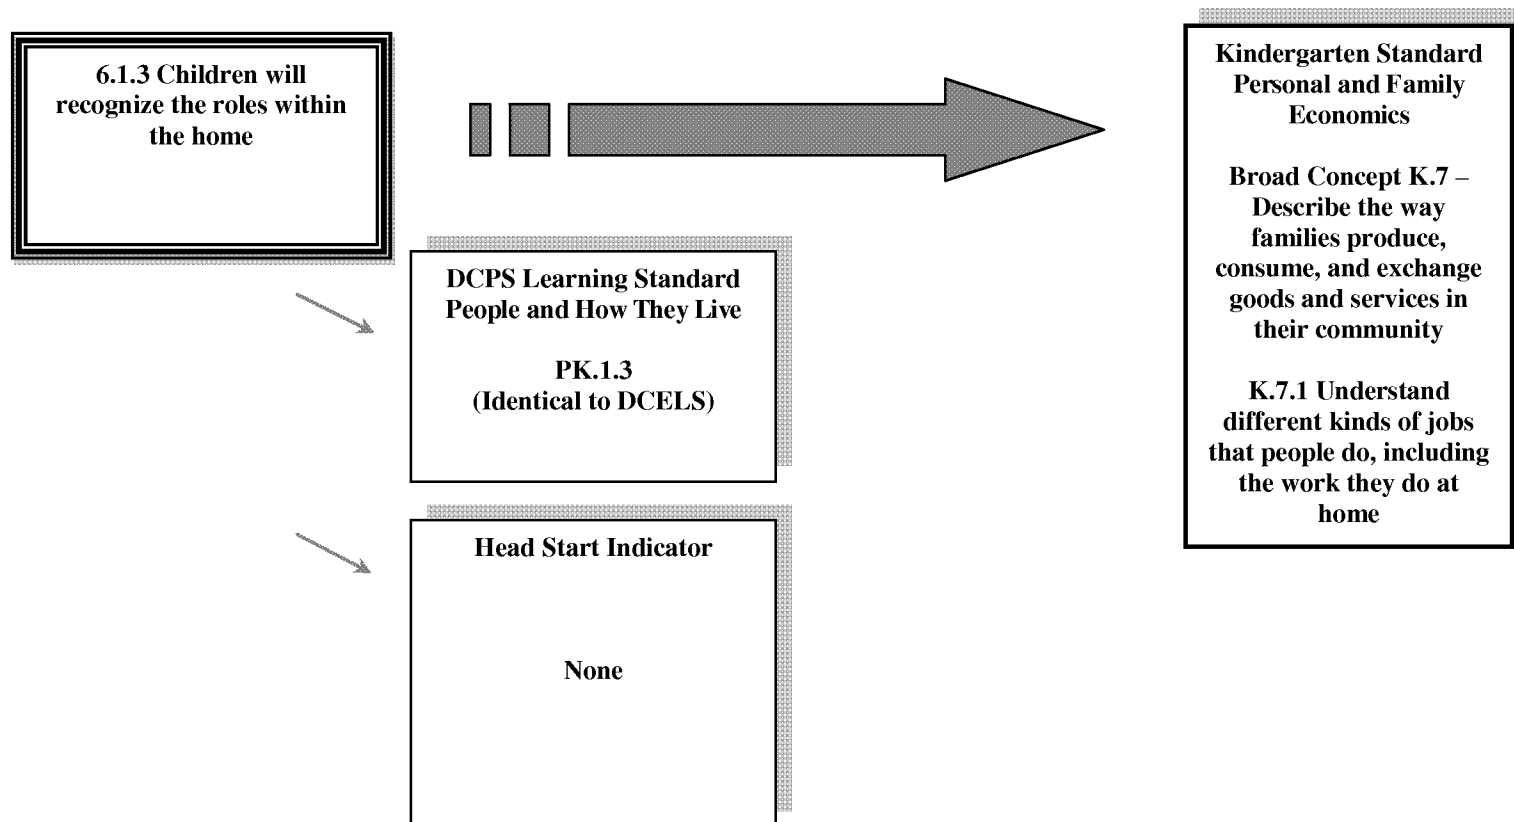 6.1.3 Children will
recognize the roles within
the home
DCPS Learning Standard
People and How They Live
PK.1.3
(Identical to DCELS)
Head Start Indicator
None
Kindergarten Standard
Personal and Family
Economics
Broad Concept K.7 –
Describe the way
families produce,
consume, and exchange
goods and services in
their community
K.7.1 Understand
different kinds of jobs
that people do, including
the work they do at
home